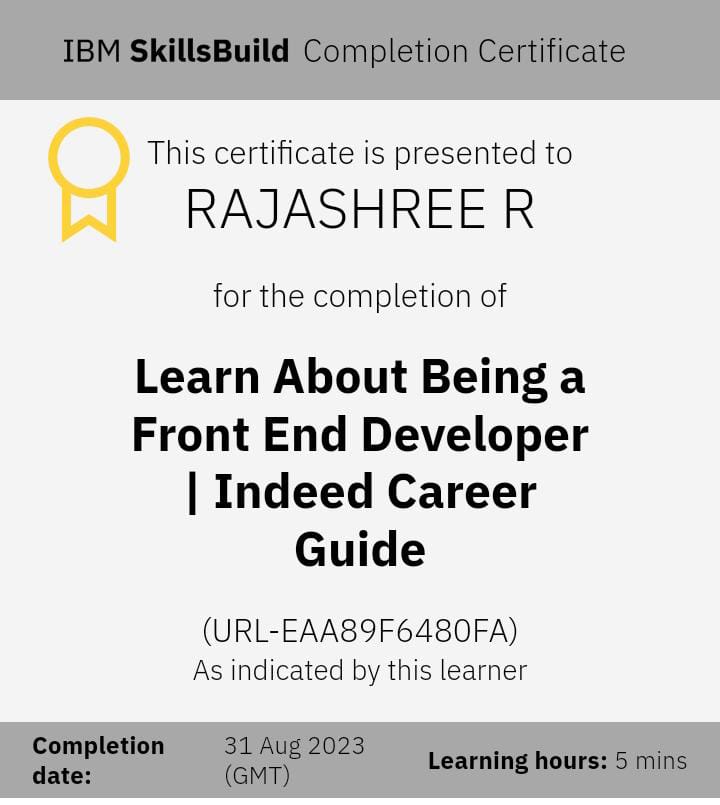 IBM SkillsBuild Completion Certificate
This certificate is presented to
RAJASHREE R
for the completion of
Learn About Being a
Front End Developer
| Indeed Career
Guide
(URL-EAA89F6480FA)
As indicated by this learner
Completion date: 31 Aug 2023 (GMT) Learning hours: 5 mins